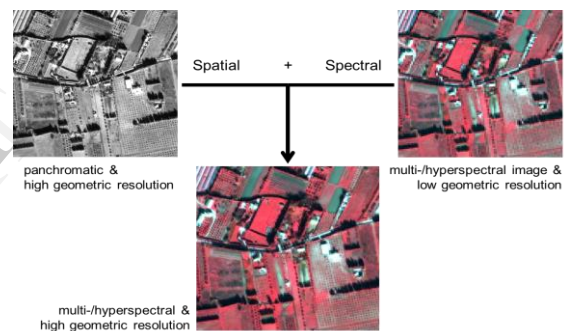 Spatial + Spectral
panchromatic &
high geometric resolution
multi-/hyperspectral image &
low geometric resolution
multi-/hyperspectral &
high geometric resolution